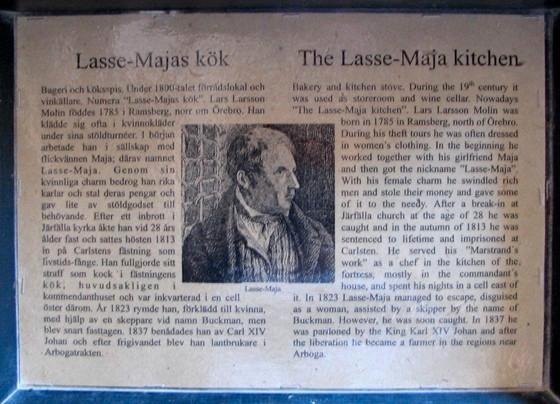 Lasse-Majas kök
Bageri och köksspis. Under 1800-talet förrådslokal och
vinkällare. Numera "Lasse-Majas kök". Lars Larsson
Molin föddes 1785 i Ramsberg, norr om Örebro. Han
klädde sig ofta i kvinnokläder
under sina stöldturnéer. I början
arbetade han i sällskap med
flickvännen Maja; därav namnet
Lasse-Maja. Genom sin
kvinnliga charm bedrog han rika
karlar och stal deras pengar och
gav lite av stöldgodset till
behövande. Efter ett inbrott i
Järfälla kyrka åkte han vid 28 års
ålder fast och sattes hösten 1813
in på Carlstens fästning som
livstids-fånge. Han fullgjorde sitt
straff som kock i fästningens
kök, huvudsakligen i
kommendanthuset och var inkvarterad i en cell
öster därom. År 1823 rymde han, förklädd till kvinna,
med hjälp av en skeppare vid namn Buckman, men
blev snart fasttagen. 1837 benådades han av Carl XIV
Johan och efter frigivandet blev han lantbrukare i
Arbogatrakten.
Lasse-Maja
The Lasse-Maja kitchen
Bakery and kitchen stove. During the 19th century it
was used as storeroom and wine cellar. Nowadays
"The Lasse-Maja kitchen". Lars Larsson Molin was
born in 1785 in Ramsberg, north of Örebro.
During his theft tours he was often dressed
in women's clothing. In the beginning he
worked together with his girlfriend Maja
and then got the nickname "Lasse-Maja".
With his female charm he swindled rich
men and stole their money and gave some
of it to the needy. After a break-in at
Järfälla church at the age of 28 he was
caught and in the autumn of 1813 he was
sentenced to lifetime and imprisoned at
Carlsten. He served his "Marstrand's
work" as a chef in the kitchen of the
fortress, mostly in the commandant's
house, and spent his nights in a cell east of
it. In 1823 Lasse-Maja managed to escape, disguised
as a woman, assisted by a skipper by the name of
Buckman. However, he was soon caught. In 1837 he
was pardoned by the King Karl XIV Johan and after
the liberation he became a farmer in the regions near
Arboga.